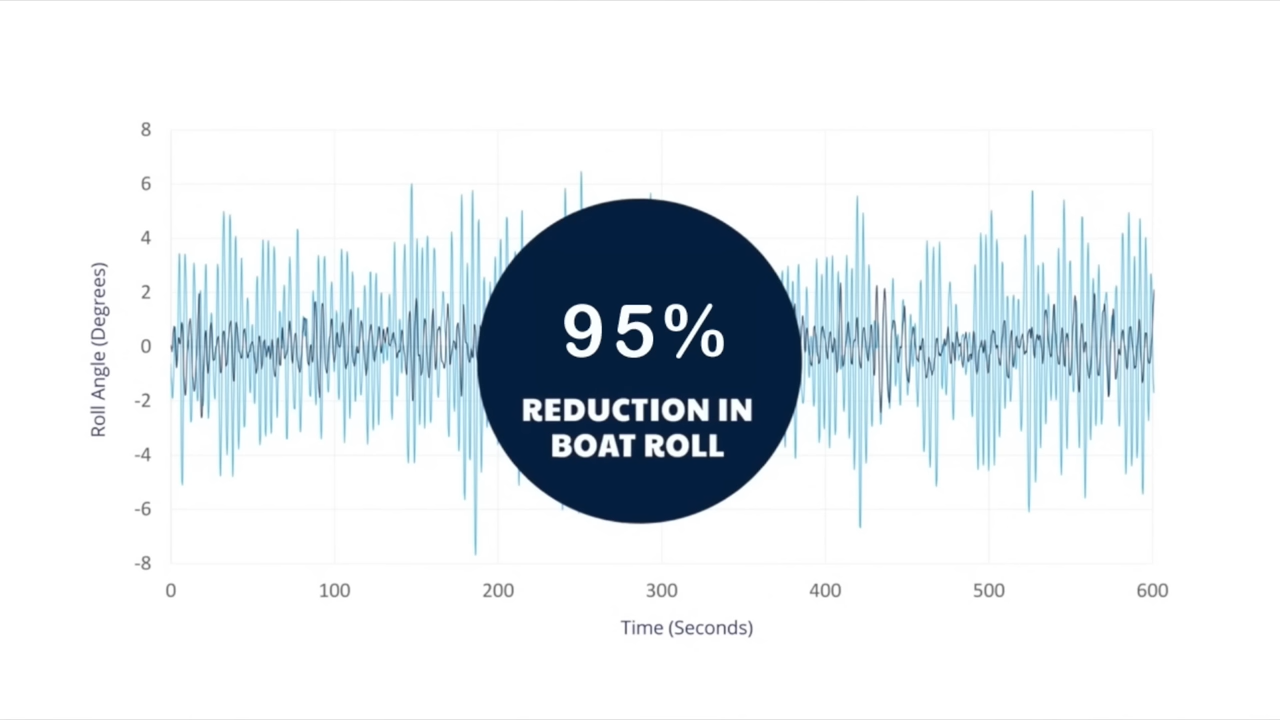 8
6
4
2
0
-2
-4
-6
-8
Roll Angle (Degrees)
95%
REDUCTION IN
BOAT ROLL
0 100 200 300 400 500 600
Time (Seconds)